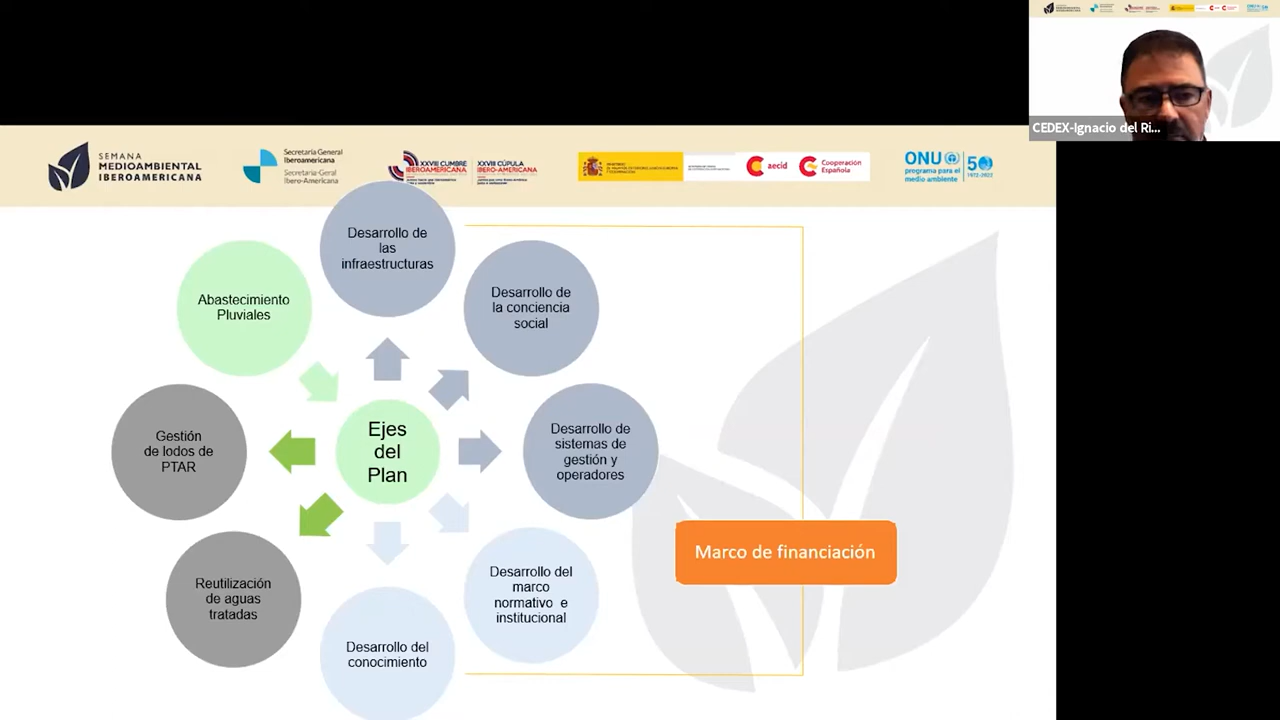 CEDEX-Ignacio del Ri...
SEMANA
MEDIOAMBIENTAL
IBEROAMERICANA
Secretaría General
Iberoamericana
Secretaria-Geral
Ibero-Americana
XXVIII CUMBRE
IBEROAMERICANA
XXVIII CÚPULA
IBERO-AMERICANA
aecid
Cooperación
Española
ONU
programa para el
medio ambiente
50
1972-2022
Desarrollo de
las
infraestructuras
Desarrollo de
la conciencia
social
Desarrollo de
sistemas de
gestión y
operadores
Desarrollo del
marco
normativo e
institucional
Desarrollo del
conocimiento
Reutilización
de aguas
tratadas
Gestión
de lodos de
PTAR
Abastecimiento
Pluviales
Ejes
del
Plan
Marco de financiación